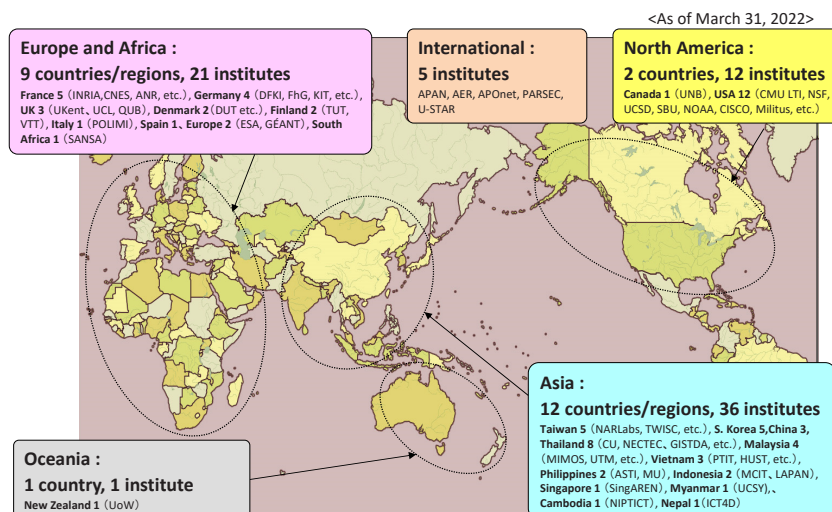 <As of March 31, 2022>
Europe and Africa :
9 countries/regions, 21 institutes
France 5（INRIA,CNES, ANR, etc.）, Germany 4（DFKI, FhG, KIT, etc.）,
UK 3（UKent, UCL, QUB）, Denmark 2（DUT etc.）, Finland 2（TUT,
VTT）, Italy 1（POLIMI）, Spain 1、Europe 2（ESA, GÉANT）, South
Africa 1（SANSA）
International :
5 institutes
APAN, AER, APOnet, PARSEC,
U-STAR
North America :
2 countries, 12 institutes
Canada 1（UNB）, USA 12（CMU LTI, NSF,
UCSD, SBU, NOAA, CISCO, Militus, etc.）
Asia :
12 countries/regions, 36 institutes
Taiwan 5（NARLabs, TWISC, etc.）, S. Korea 5,China 3,
Thailand 8（CU, NECTEC、GISTDA, etc.）, Malaysia 4
（MIMOS, UTM, etc.）, Vietnam 3（PTIT, HUST, etc.）,
Philippines 2（ASTI, MU）, Indonesia 2（MCIT、LAPAN）,
Singapore 1（SingAREN）, Myanmar 1（UCSY）,、
Cambodia 1（NIPTICT）, Nepal 1（ICT4D）
Oceania :
1 country, 1 institute
New Zealand 1（UoW）